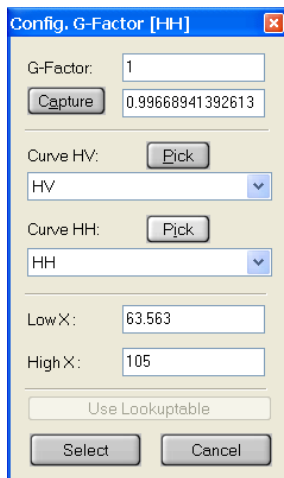 Config. G-Factor [HH]
G-Factor: 1
Capture 0.99668941392613
Curve HV: Pick
HV
Curve HH: Pick
HH
Low X: 63.563
High X: 105
Use Lookuptable
Select Cancel